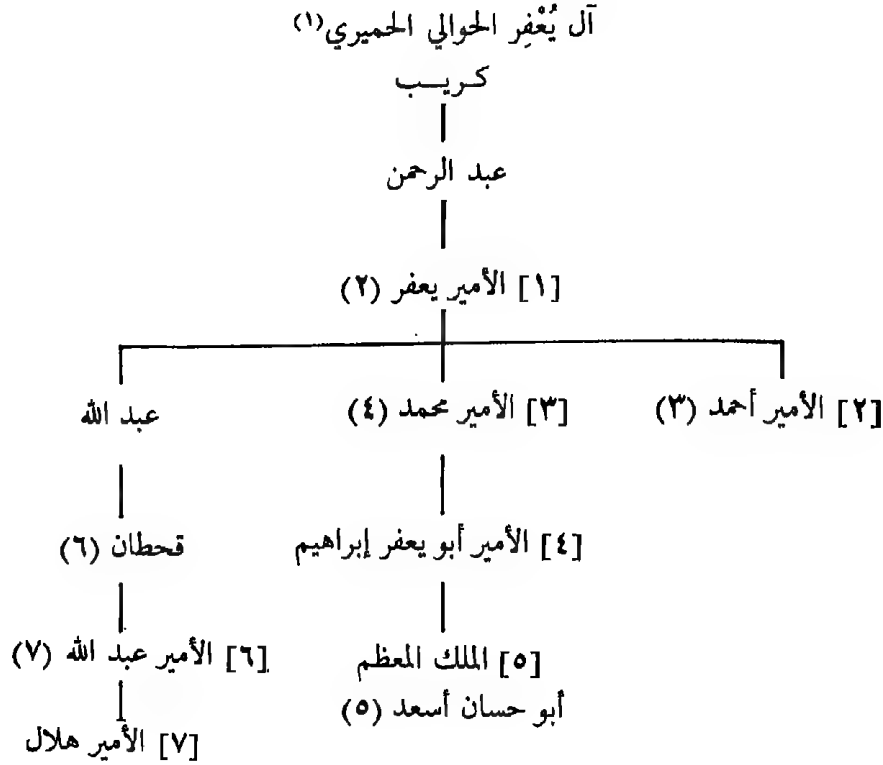 آل يُعْفِر الحوالي الحميري (١)
كريب
عبد الرحمن
[١] الأمير يعفر (٢)
[٢] الأمير أحمد (٣)
[٣] الأمير محمد (٤)
عبد الله
[٤] الأمير أبو يعفر إبراهيم
قحطان (٦)
[٥] الملك المعظم
أبو حسان أسعد (٥)
[٦] الأمير عبد الله (٧)
[٧] الأمير هلال